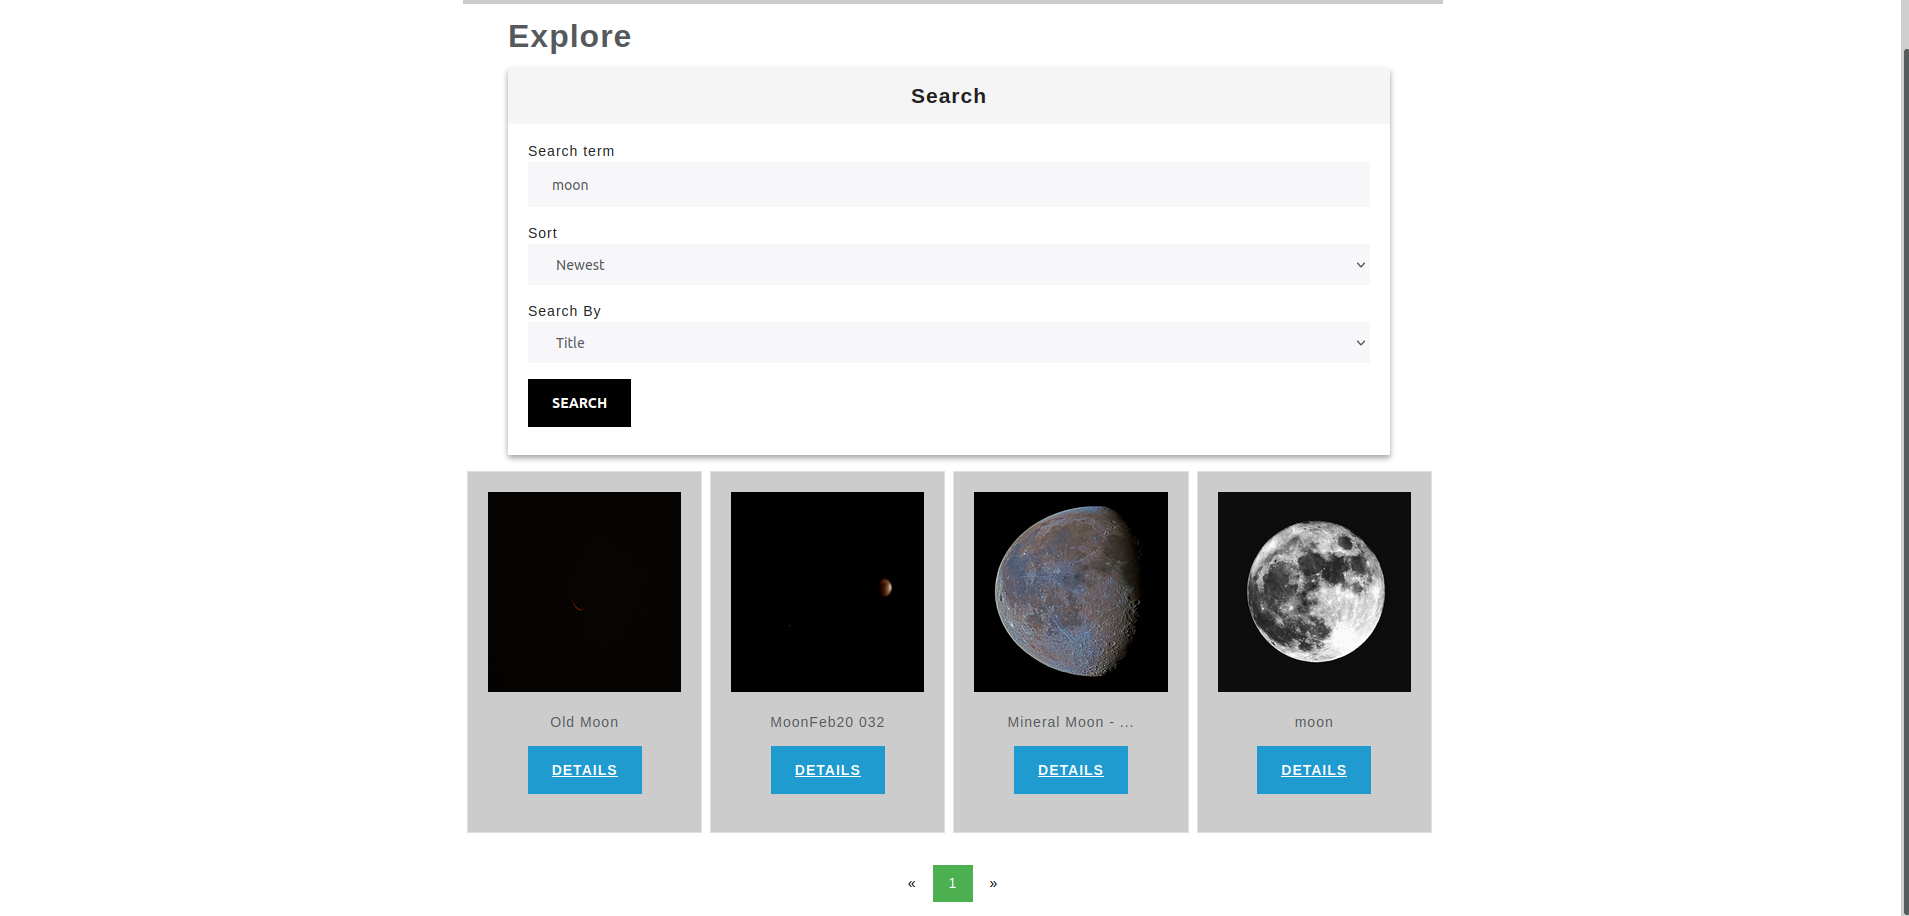 Explore
Search
Search term
moon
Sort
Newest
Search By
Title
SEARCH
Old Moon
MoonFeb20 032
Mineral Moon - ...
moon
DETAILS
DETAILS
DETAILS
DETAILS
« 1 »